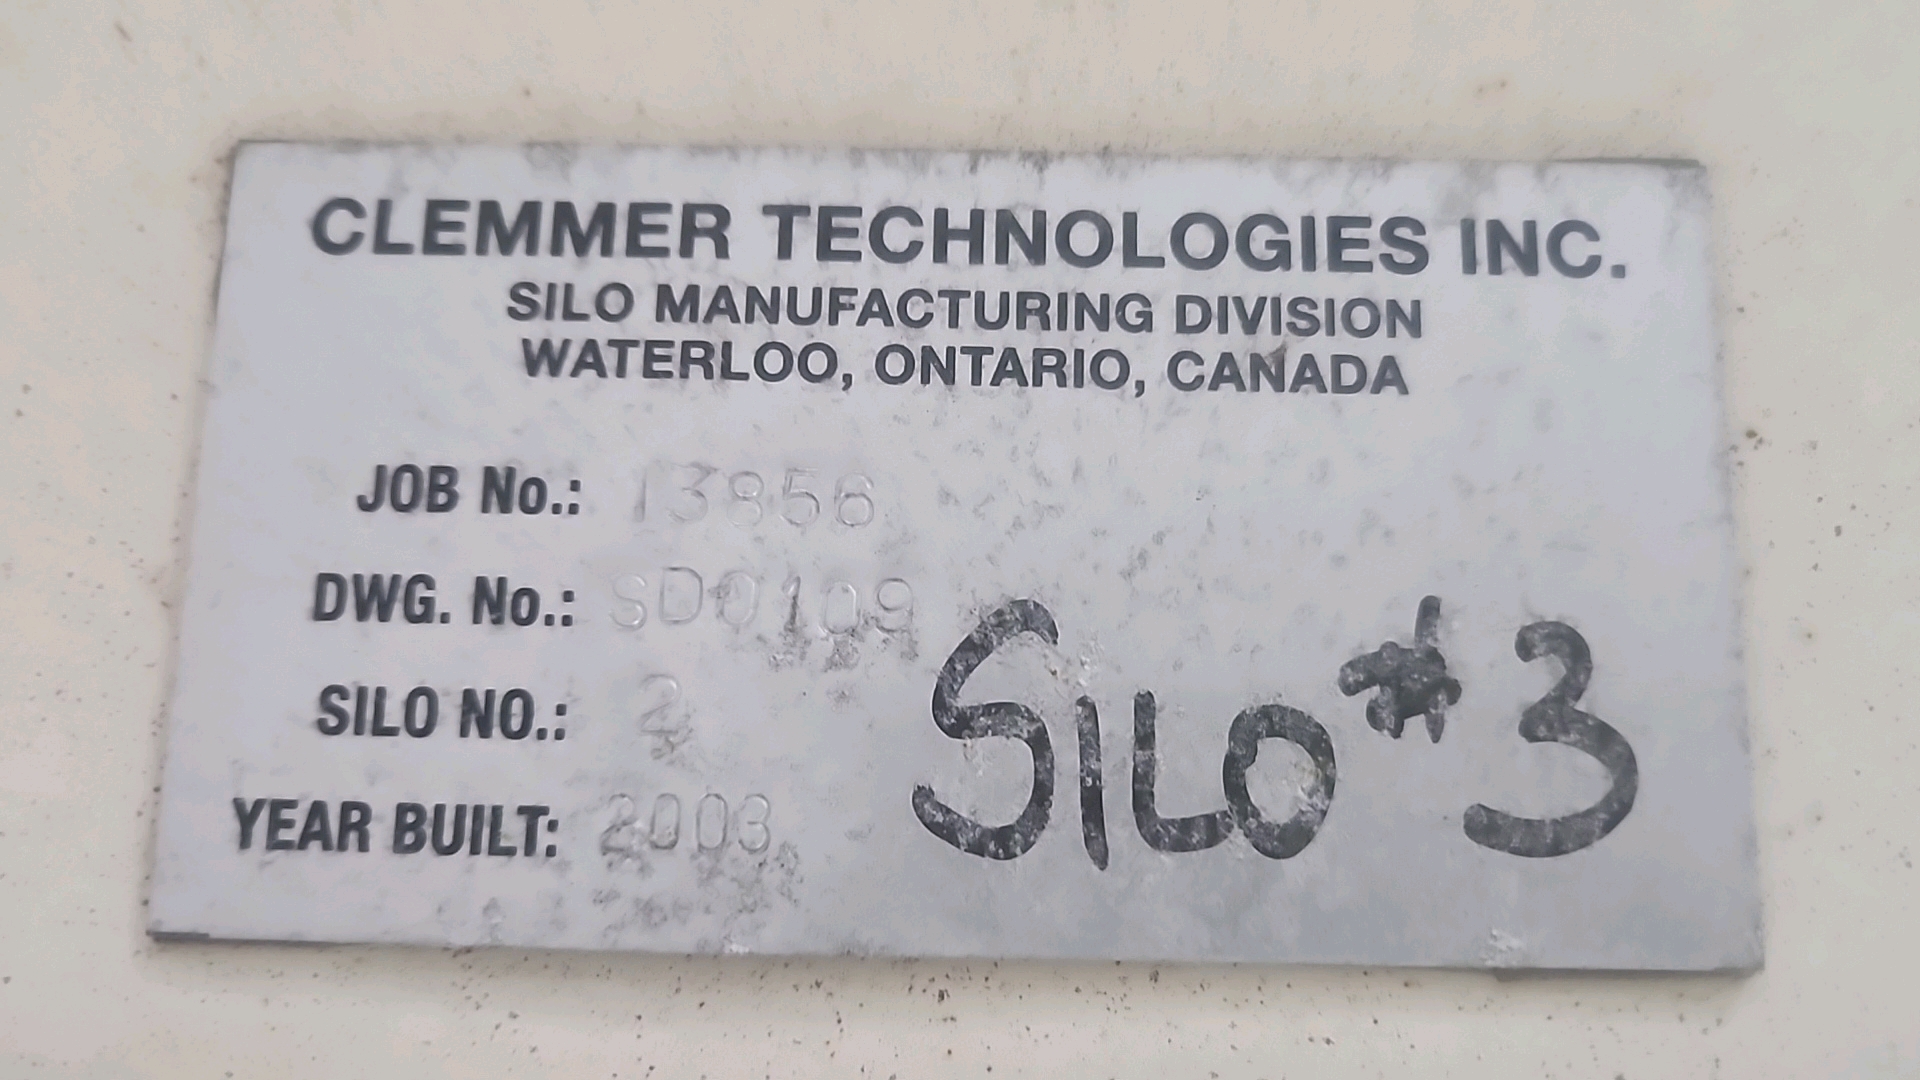 CLEMMER TECHNOLOGIES INC.
SILO MANUFACTURING DIVISION
WATERLOO, ONTARIO, CANADA
JOB No.: 13856
DWG. No.: SD0109
SILO NO.: 2
YEAR BUILT: 2003
SILO #3